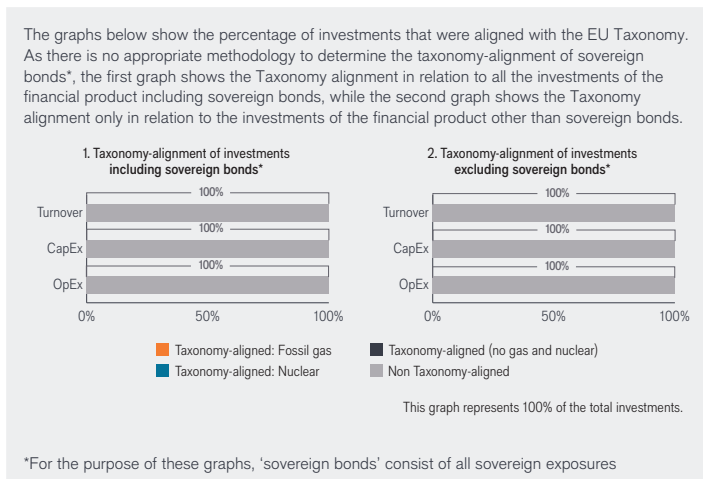 The graphs below show the percentage of investments that were aligned with the EU Taxonomy.
As there is no appropriate methodology to determine the taxonomy-alignment of sovereign
bonds*, the first graph shows the Taxonomy alignment in relation to all the investments of the
financial product including sovereign bonds, while the second graph shows the Taxonomy
alignment only in relation to the investments of the financial product other than sovereign bonds.
1. Taxonomy-alignment of investments
including sovereign bonds*
100%
Turnover
100%
CapEx
100%
OpEx
0% 50% 100%
2. Taxonomy-alignment of investments
excluding sovereign bonds*
100%
Turnover
100%
CapEx
100%
OpEx
0% 50% 100%
Taxonomy-aligned: Fossil gas
Taxonomy-aligned: Nuclear
Taxonomy-aligned (no gas and nuclear)
Non Taxonomy-aligned
This graph represents 100% of the total investments.
*For the purpose of these graphs, ‘sovereign bonds’ consist of all sovereign exposures